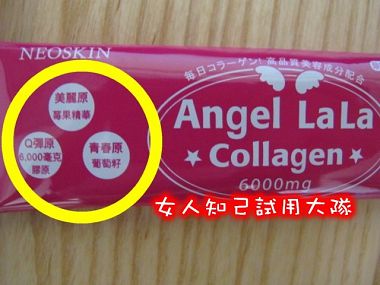 NEOSKIN
毎日コラーゲン! 高品質美容成分配合
美麗原
莓果精華
Q彈原
6,000毫克
膠原
青春原
葡萄籽
Angel LaLa
★ Collagen ★
6000mg
女人知己試用大隊